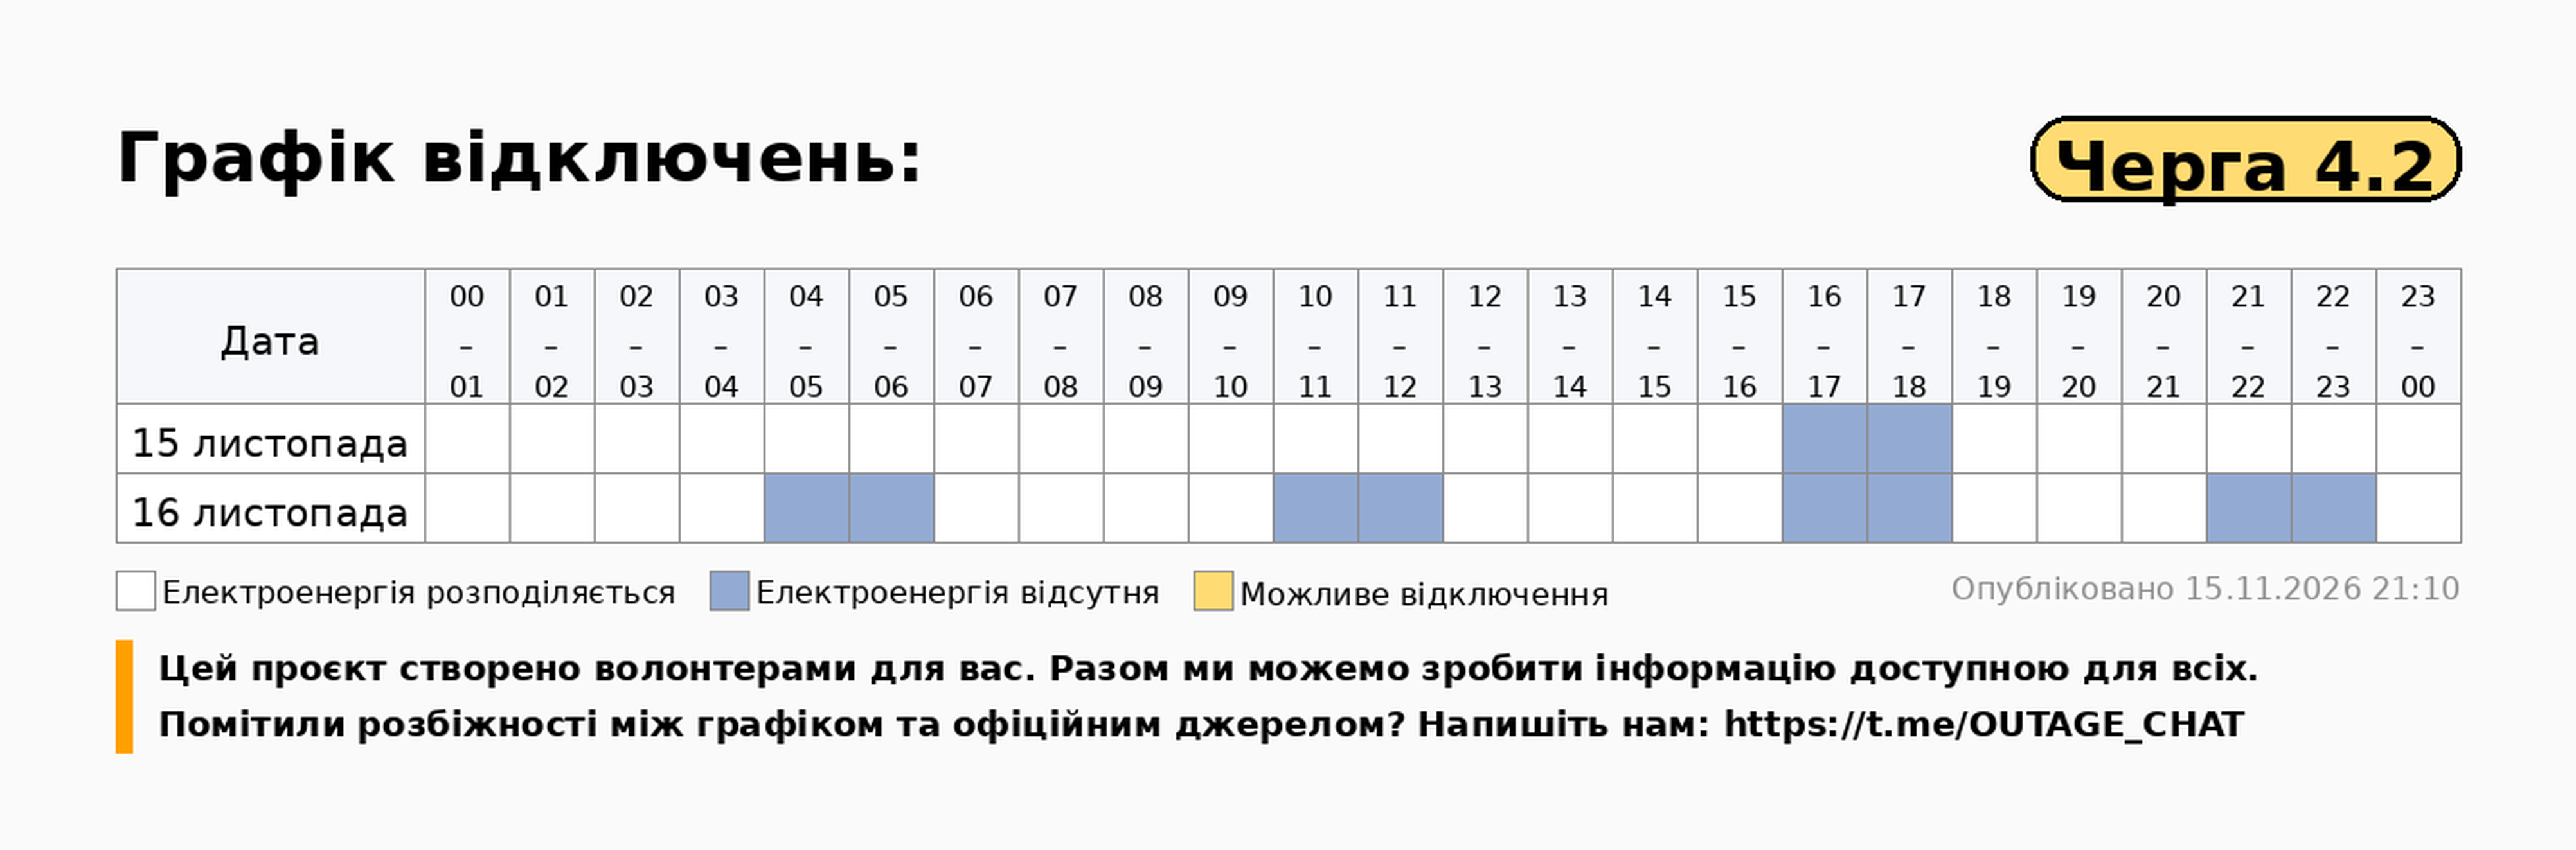 Графік відключень:
Черга 4.2
Дата
00 – 01
01 – 02
02 – 03
03 – 04
04 – 05
05 – 06
06 – 07
07 – 08
08 – 09
09 – 10
10 – 11
11 – 12
12 – 13
13 – 14
14 – 15
15 – 16
16 – 17
17 – 18
18 – 19
19 – 20
20 – 21
21 – 22
22 – 23
23 – 00
15 листопада
16 листопада
Електроенергія розподіляється
Електроенергія відсутня
Можливе відключення
Опубліковано 15.11.2026 21:10
Цей проєкт створено волонтерами для вас. Разом ми можемо зробити інформацію доступною для всіх.
Помітили розбіжності між графіком та офіційним джерелом? Напишіть нам: https://t.me/OUTAGE_CHAT